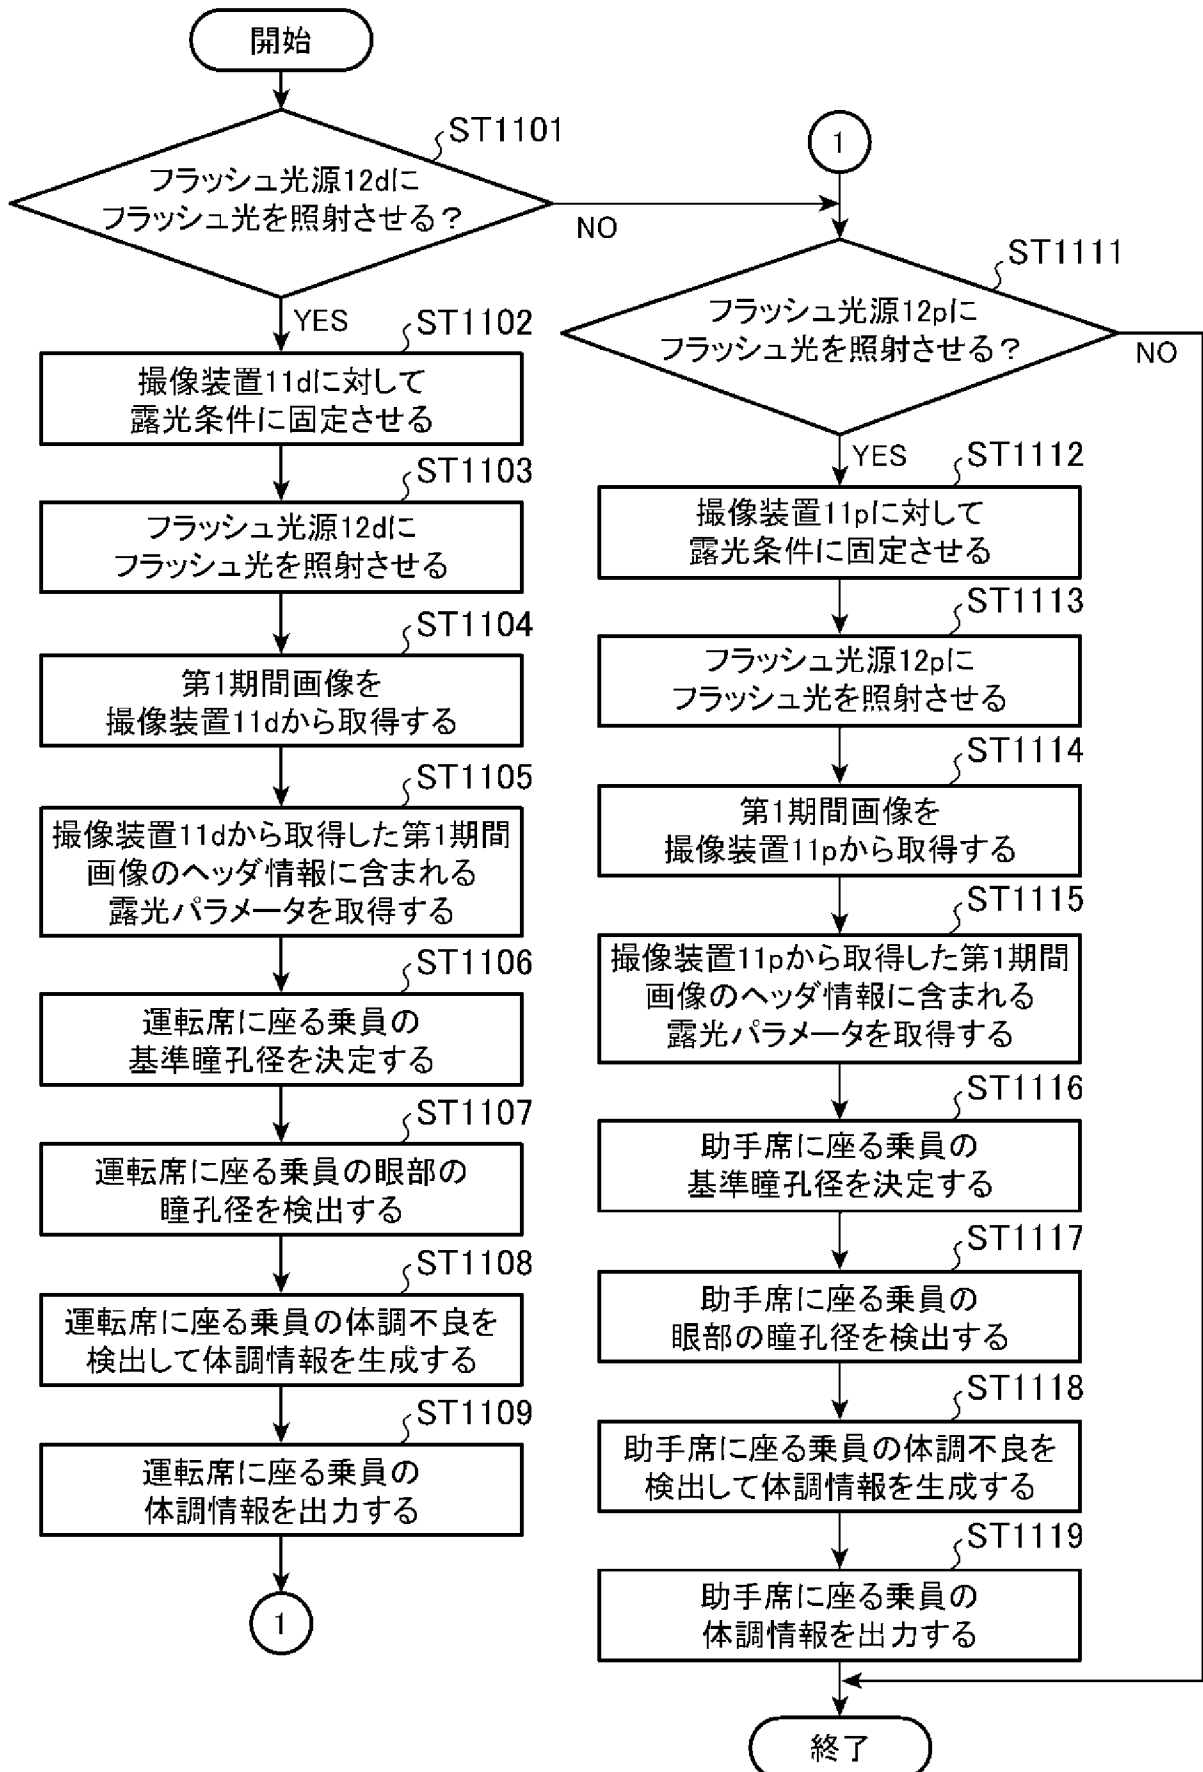 開始
ST1101
フラッシュ光源12dに
フラッシュ光を照射させる?
NO
YES
ST1102
撮像装置11dに対して
露光条件に固定させる
ST1103
フラッシュ光源12dに
フラッシュ光を照射させる
ST1104
第1期間画像を
撮像装置11dから取得する
ST1105
撮像装置11dから取得した第1期間
画像のヘッダ情報に含まれる
露光パラメータを取得する
ST1106
運転席に座る乗員の
基準瞳孔径を決定する
ST1107
運転席に座る乗員の眼部の
瞳孔径を検出する
ST1108
運転席に座る乗員の体調不良を
検出して体調情報を生成する
ST1109
運転席に座る乗員の
体調情報を出力する
1
1
ST1111
フラッシュ光源12pに
フラッシュ光を照射させる?
NO
YES
ST1112
撮像装置11pに対して
露光条件に固定させる
ST1113
フラッシュ光源12pに
フラッシュ光を照射させる
ST1114
第1期間画像を
撮像装置11pから取得する
ST1115
撮像装置11pから取得した第1期間
画像のヘッダ情報に含まれる
露光パラメータを取得する
ST1116
助手席に座る乗員の
基準瞳孔径を決定する
ST1117
助手席に座る乗員の
眼部の瞳孔径を検出する
ST1118
助手席に座る乗員の体調不良を
検出して体調情報を生成する
ST1119
助手席に座る乗員の
体調情報を出力する
終了